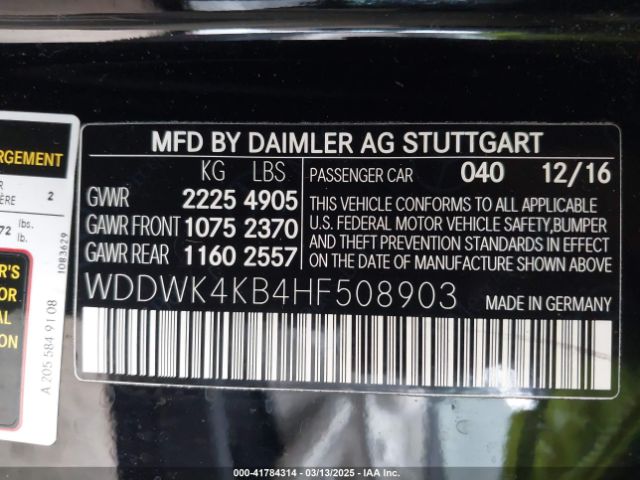 MFD BY DAIMLER AG STUTTGART
KG LBS
GVWR 2225 4905
GAWR FRONT 1075 2370
GAWR REAR 1160 2557
PASSENGER CAR 040 12/16
THIS VEHICLE CONFORMS TO ALL APPLICABLE
U.S. FEDERAL MOTOR VEHICLE SAFETY,BUMPER
AND THEFT PREVENTION STANDARDS IN EFFECT
ON THE DATE OF MANUFACTURE SHOWN ABOVE
WDDWK4KB4HF508903
MADE IN GERMANY
2
lbs.
lb.
1083629
A 205 584 91 08
000-41784314 | 03/13/2025 | IAA Inc.